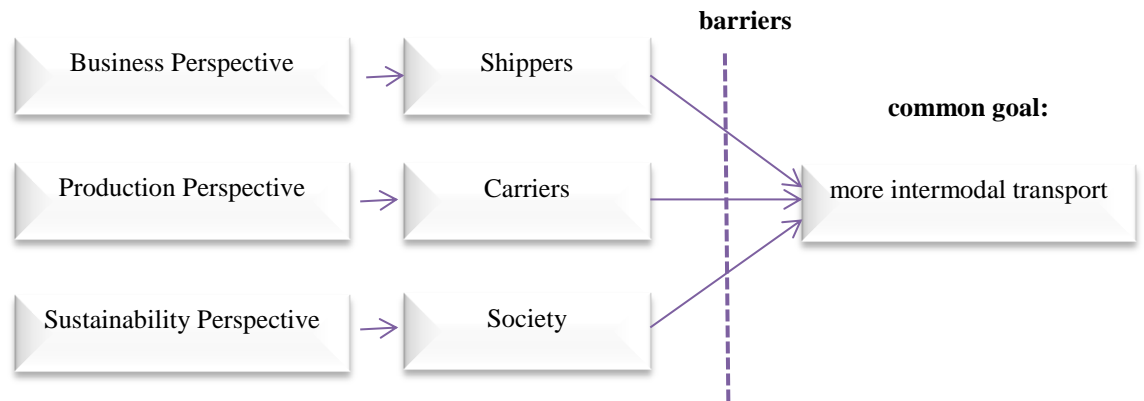 barriers
Business Perspective
Shippers
common goal:
Production Perspective
Carriers
more intermodal transport
Sustainability Perspective
Society